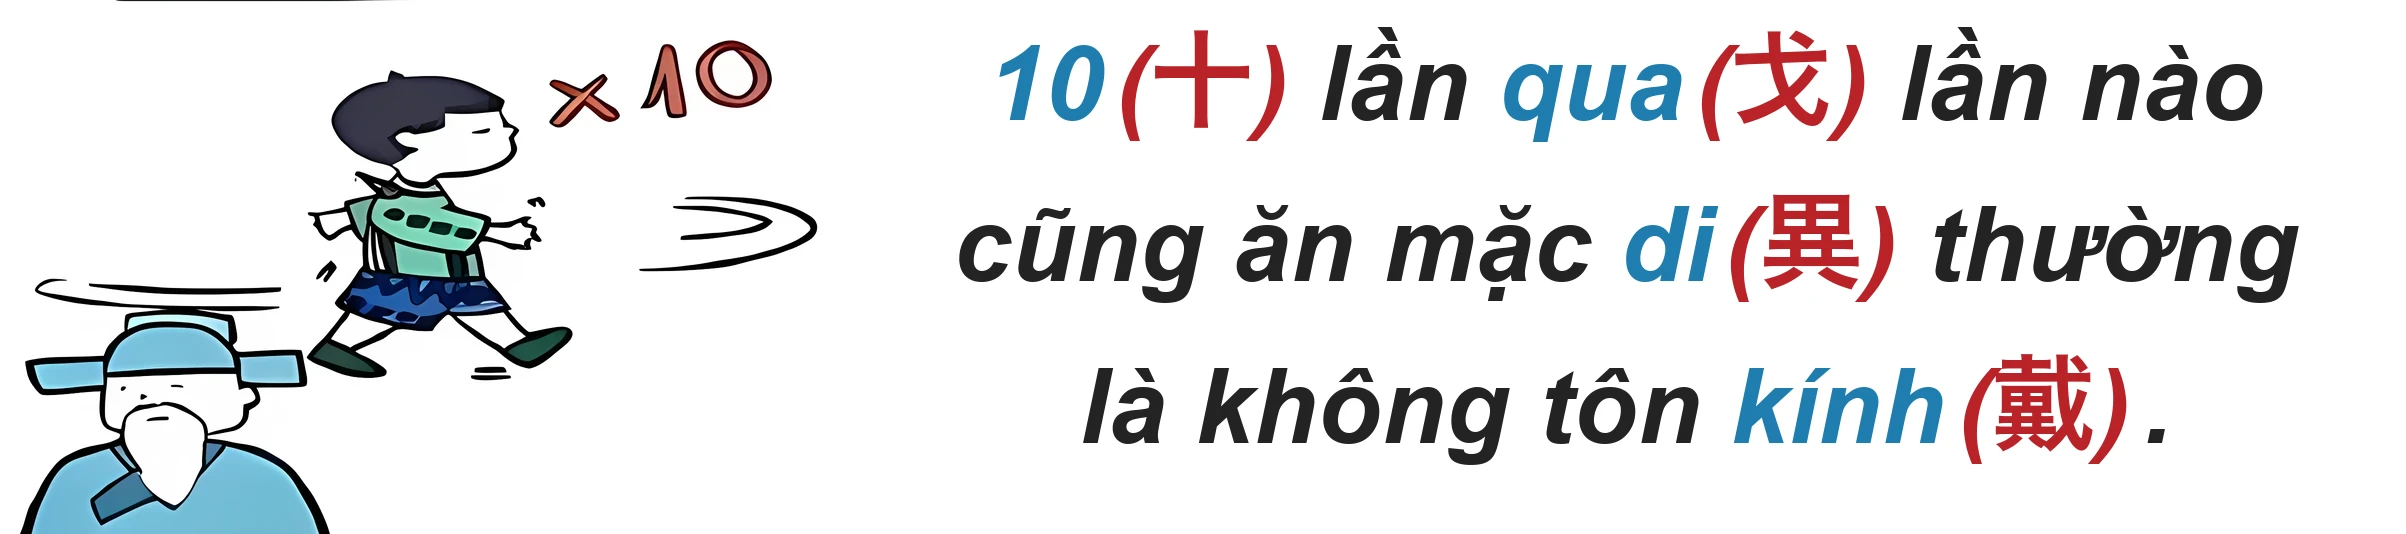 x 10
10(十) lần qua(戈) lần nào
cũng ăn mặc di(異) thường
là không tôn kính(戴).